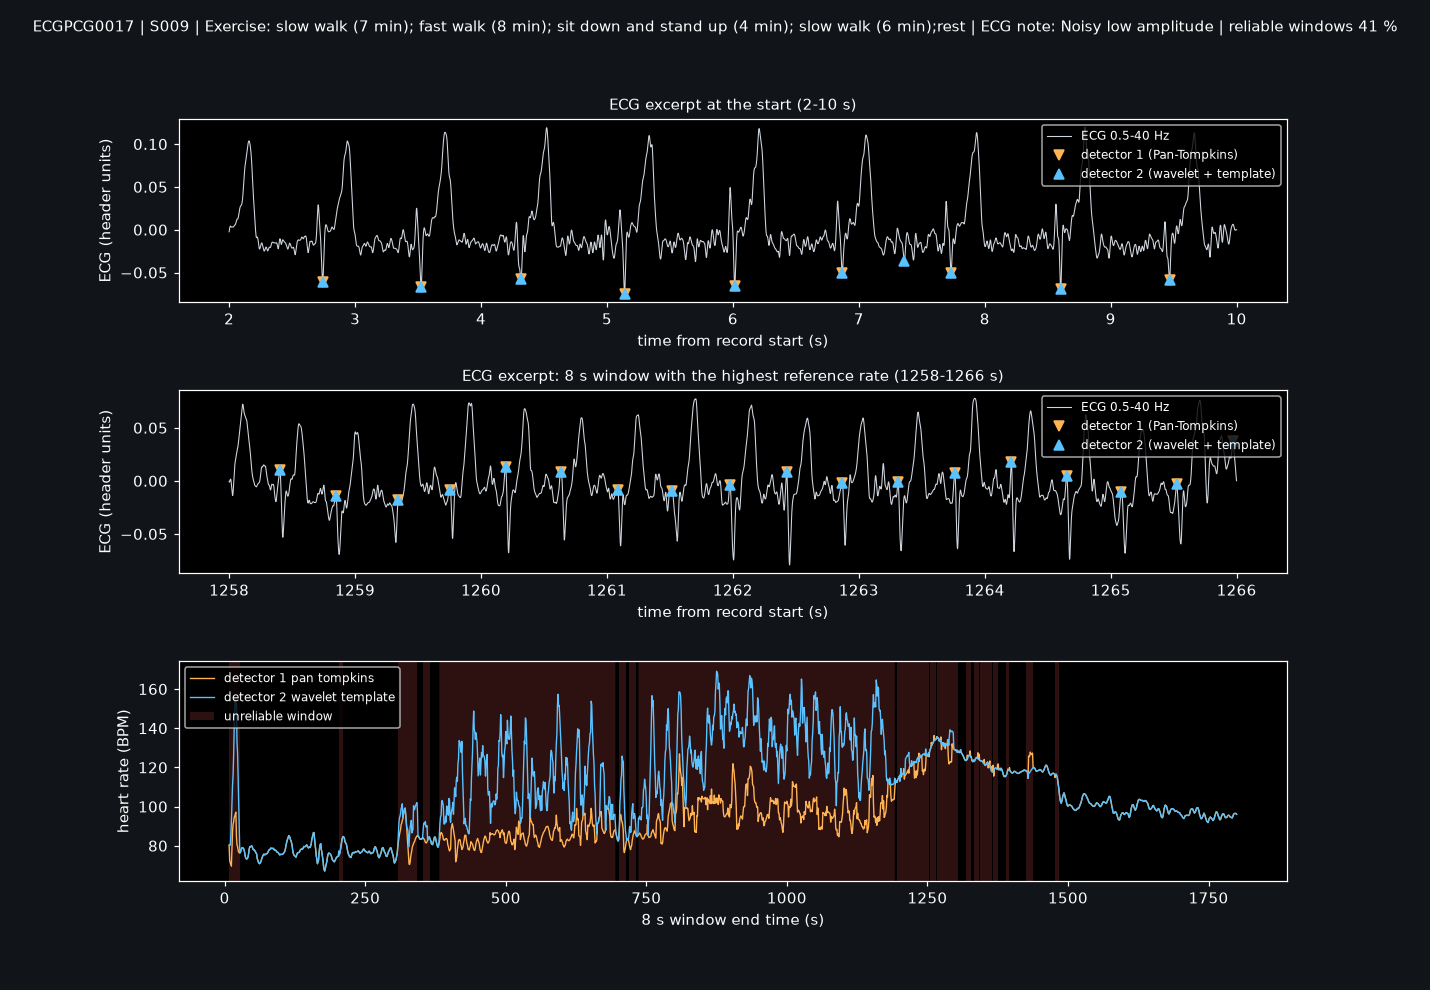 ECGPCG0017 | S009 | Exercise: slow walk (7 min); fast walk (8 min); sit down and stand up (4 min); slow walk (6 min);rest | ECG note: Noisy low amplitude | reliable windows 41 %
ECG excerpt at the start (2-10 s)
ECG (header units)
0.10
0.05
0.00
−0.05
ECG 0.5-40 Hz
detector 1 (Pan-Tompkins)
detector 2 (wavelet + template)
2 3 4 5 6 7 8 9 10
time from record start (s)
ECG excerpt: 8 s window with the highest reference rate (1258-1266 s)
ECG (header units)
0.05
0.00
−0.05
ECG 0.5-40 Hz
detector 1 (Pan-Tompkins)
detector 2 (wavelet + template)
1258 1259 1260 1261 1262 1263 1264 1265 1266
time from record start (s)
heart rate (BPM)
160
140
120
100
80
detector 1 pan tompkins
detector 2 wavelet template
unreliable window
0 250 500 750 1000 1250 1500 1750
8 s window end time (s)